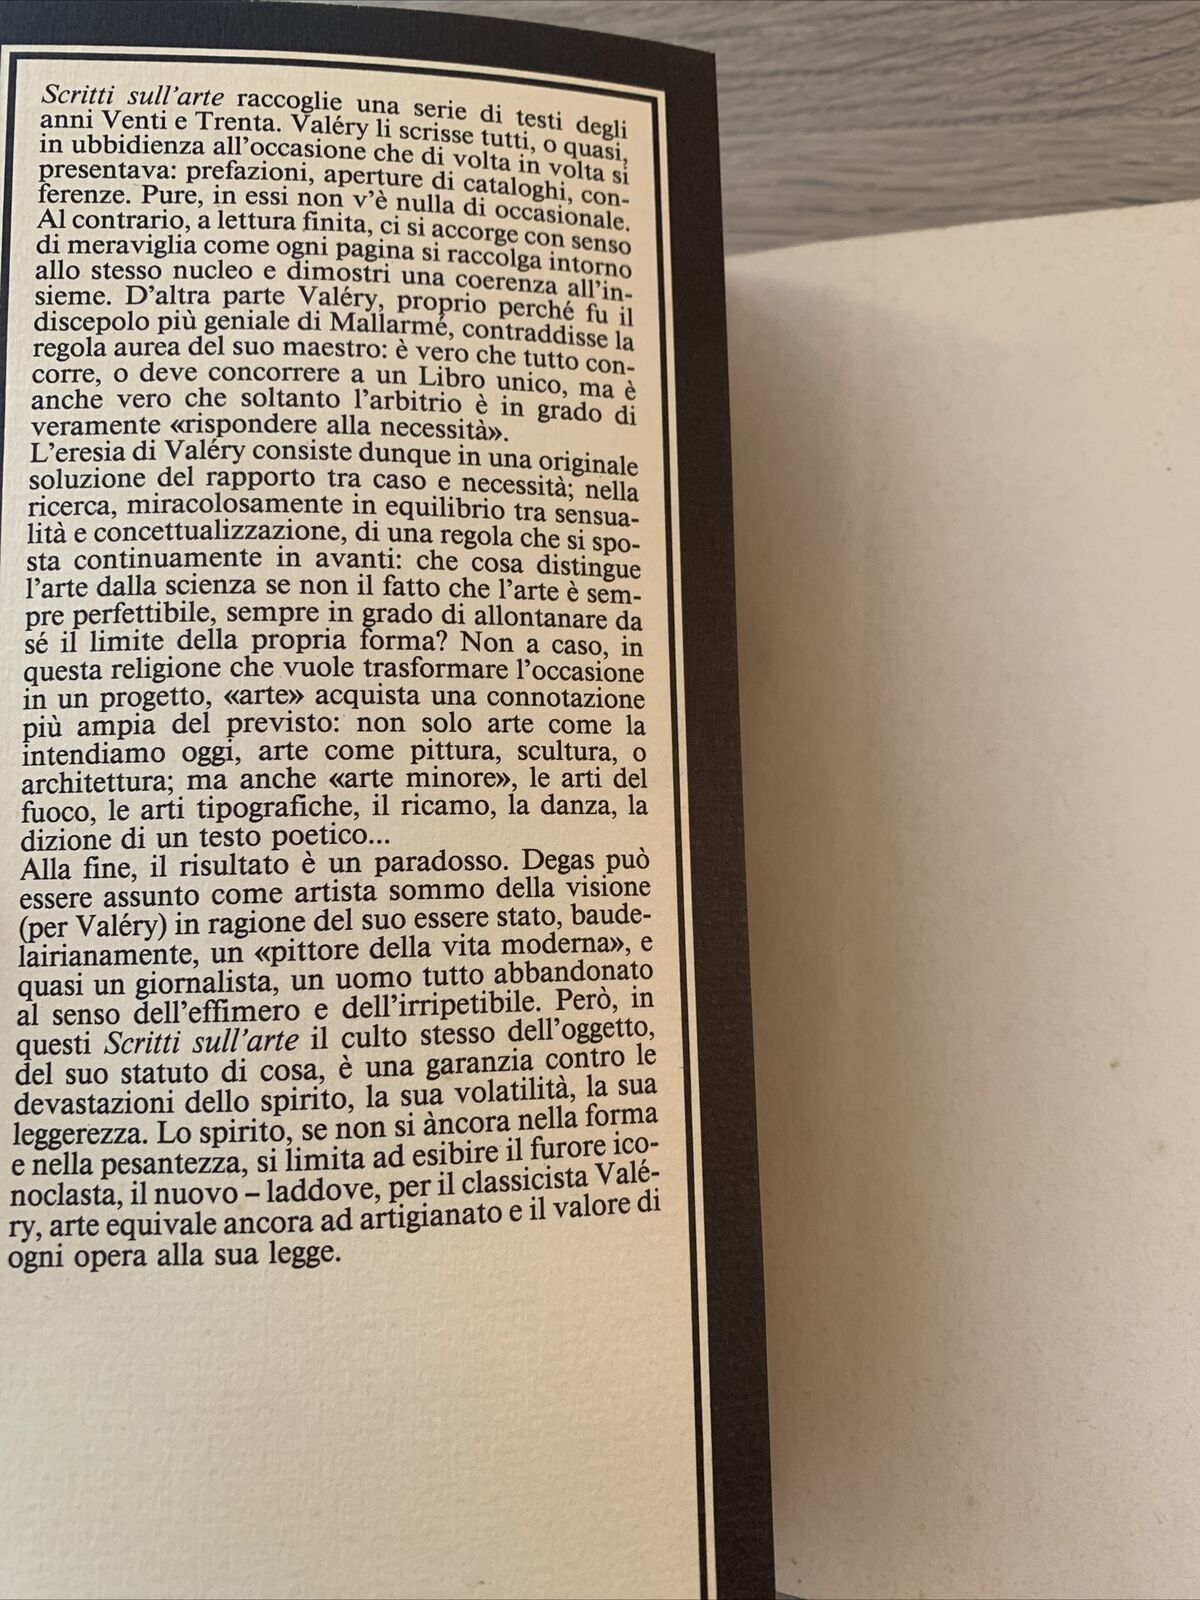 Scritti sull'arte raccoglie una serie di testi degli
anni Venti e Trenta. Valéry li scrisse tutti, o quasi,
in ubbidienza all'occasione che di volta in volta si
presentava: prefazioni, aperture di cataloghi, con-
ferenze. Pure, in essi non v'è nulla di occasionale.
Al contrario, a lettura finita, ci si accorge con senso
di meraviglia come ogni pagina si raccolga intorno
allo stesso nucleo e dimostri una coerenza all'in-
sieme. D'altra parte Valéry, proprio perché fu il
discepolo più geniale di Mallarmé, contraddisse la
regola aurea del suo maestro: è vero che tutto con-
corre, o deve concorrere a un Libro unico, ma è
anche vero che soltanto l'arbitrio è in grado di
veramente «rispondere alla necessità».
L'eresia di Valéry consiste dunque in una originale
soluzione del rapporto tra caso e necessità; nella
ricerca, miracolosamente in equilibrio tra sensua-
lità e concettualizzazione, di una regola che si spo-
sta continuamente in avanti: che cosa distingue
l'arte dalla scienza se non il fatto che l'arte è sem-
pre perfettibile, sempre in grado di allontanare da
sé il limite della propria forma? Non a caso, in
questa religione che vuole trasformare l'occasione
in un progetto, «arte» acquista una connotazione
più ampia del previsto: non solo arte come la
intendiamo oggi, arte come pittura, scultura, o
architettura; ma anche «arte minore», le arti del
fuoco, le arti tipografiche, il ricamo, la danza, la
dizione di un testo poetico...
Alla fine, il risultato è un paradosso. Degas può
essere assunto come artista sommo della visione
(per Valéry) in ragione del suo essere stato, baude-
lairianamente, un «pittore della vita moderna», e
quasi un giornalista, un uomo tutto abbandonato
al senso dell'effimero e dell'irripetibile. Però, in
questi Scritti sull'arte il culto stesso dell'oggetto,
del suo statuto di cosa, è una garanzia contro le
devastazioni dello spirito, la sua volatilità, la sua
leggerezza. Lo spirito, se non si àncora nella forma
e nella pesantezza, si limita ad esibire il furore ico-
noclasta, il nuovo – laddove, per il classicista Valé-
ry, arte equivale ancora ad artigianato e il valore di
ogni opera alla sua legge.